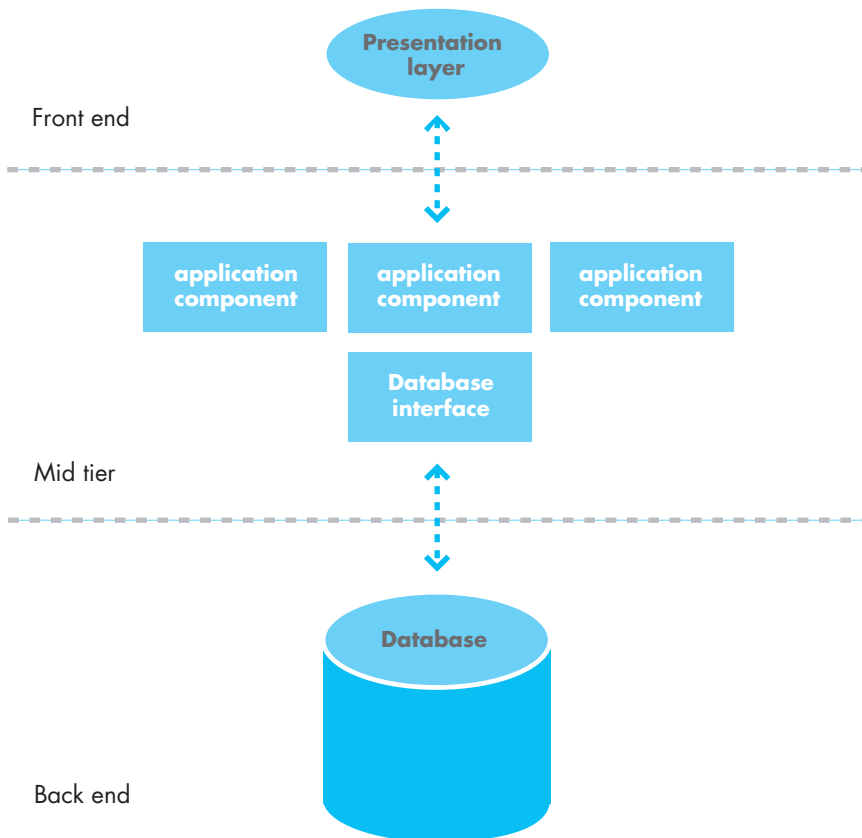 Presentation
layer
Front end
application
component
application
component
application
component
Database
interface
Mid tier
Database
Back end